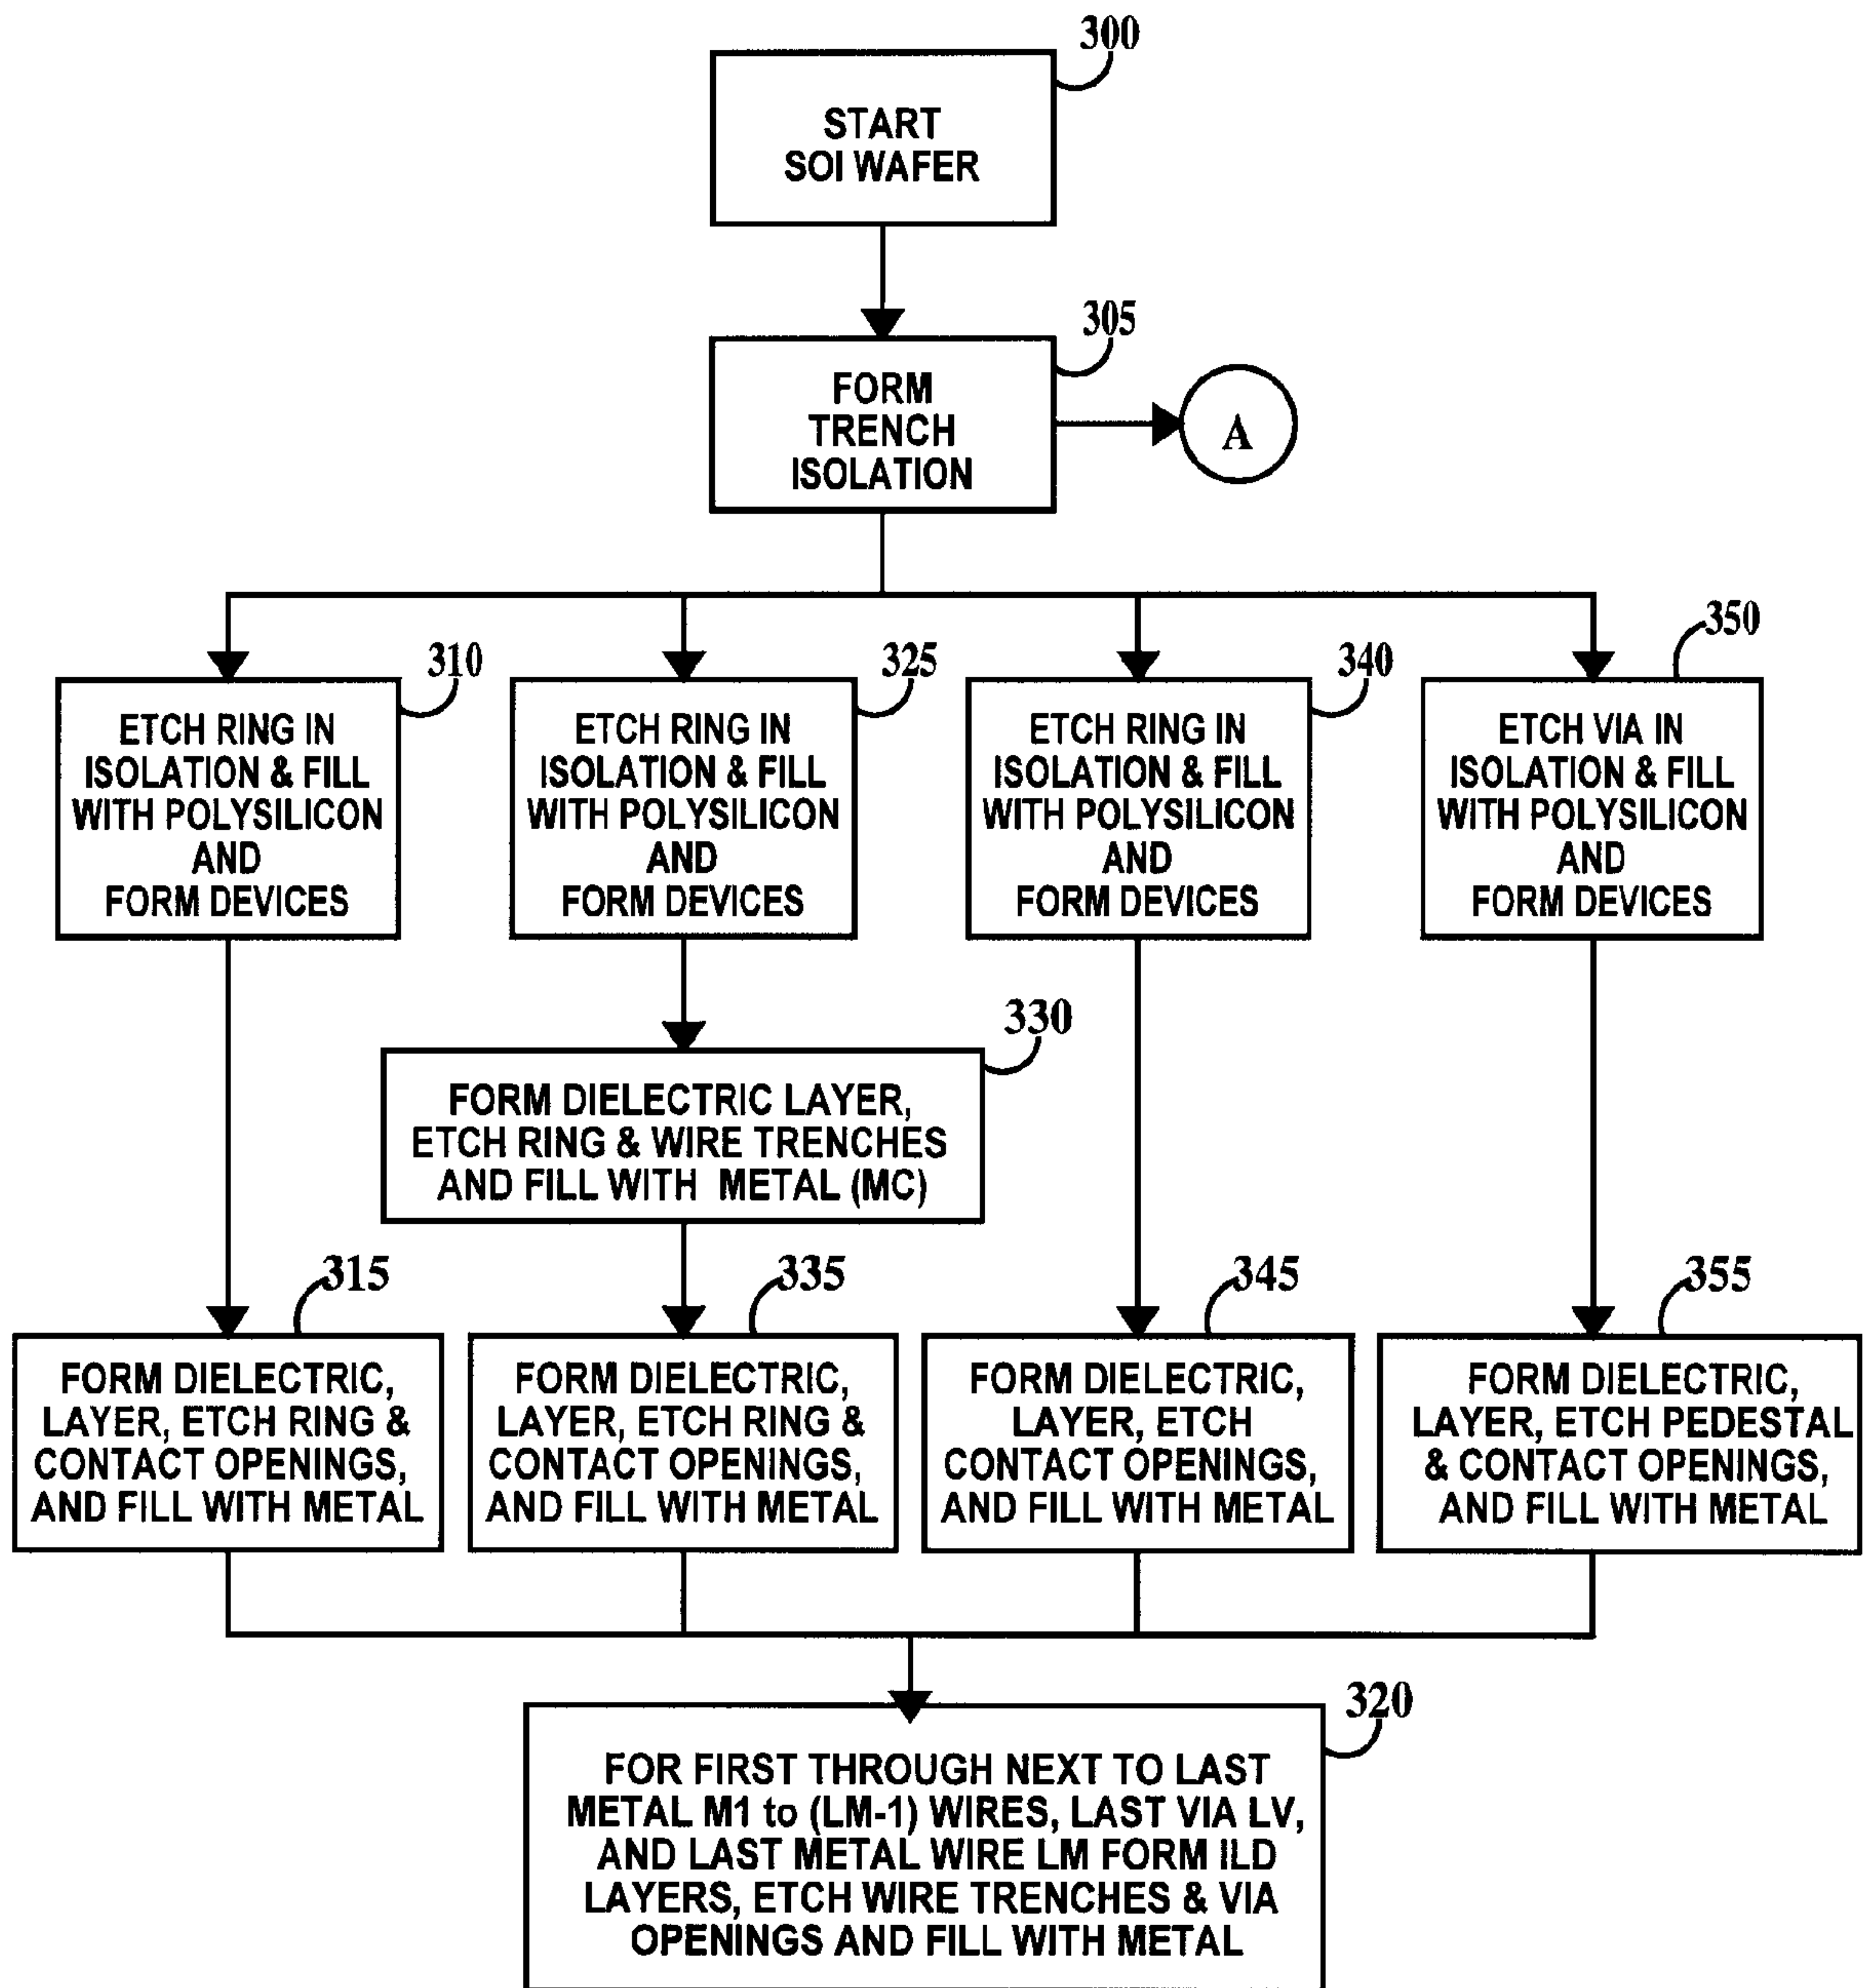 300
START
SOI WAFER
305
FORM
TRENCH
ISOLATION
A
310
ETCH RING IN
ISOLATION & FILL
WITH POLYSILICON
AND
FORM DEVICES
325
ETCH RING IN
ISOLATION & FILL
WITH POLYSILICON
AND
FORM DEVICES
340
ETCH RING IN
ISOLATION & FILL
WITH POLYSILICON
AND
FORM DEVICES
350
ETCH VIA IN
ISOLATION & FILL
WITH POLYSILICON
AND
FORM DEVICES
330
FORM DIELECTRIC LAYER,
ETCH RING & WIRE TRENCHES
AND FILL WITH METAL (MC)
315
FORM DIELECTRIC,
LAYER, ETCH RING &
CONTACT OPENINGS,
AND FILL WITH METAL
335
FORM DIELECTRIC,
LAYER, ETCH RING &
CONTACT OPENINGS,
AND FILL WITH METAL
345
FORM DIELECTRIC,
LAYER, ETCH
CONTACT OPENINGS,
AND FILL WITH METAL
355
FORM DIELECTRIC,
LAYER, ETCH PEDESTAL
& CONTACT OPENINGS,
AND FILL WITH METAL
320
FOR FIRST THROUGH NEXT TO LAST
METAL M1 to (LM-1) WIRES, LAST VIA LV,
AND LAST METAL WIRE LM FORM ILD
LAYERS, ETCH WIRE TRENCHES & VIA
OPENINGS AND FILL WITH METAL